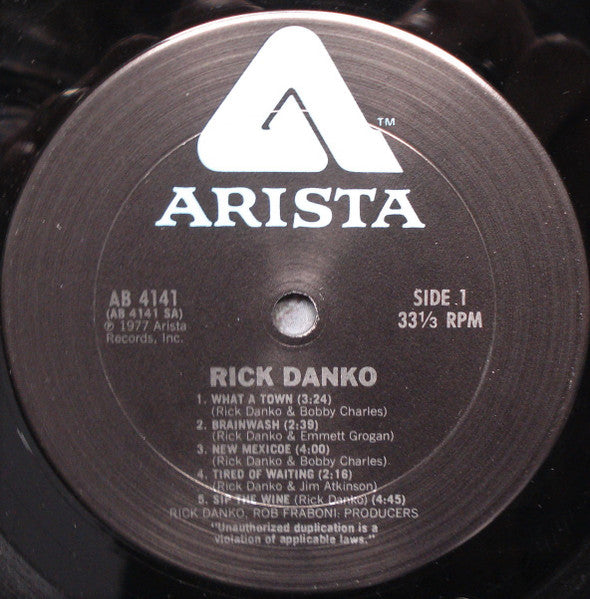 TM
ARISTA
AB 4141
(AB 4141 SA)
℗ 1977 Arista
Records, Inc.
SIDE 1
33⅓ RPM
RICK DANKO
1. WHAT A TOWN (3:24)
(Rick Danko & Bobby Charles)
2. BRAINWASH (2:39)
(Rick Danko & Emmett Grogan)
3. NEW MEXICOE (4:00)
(Rick Danko & Bobby Charles)
4. TIRED OF WAITING (2:16)
(Rick Danko & Jim Atkinson)
5. SIP THE WINE (Rick Danko) (4:45)
RICK DANKO, ROB FRABONI: PRODUCERS
"Unauthorized duplication is a
violation of applicable laws."